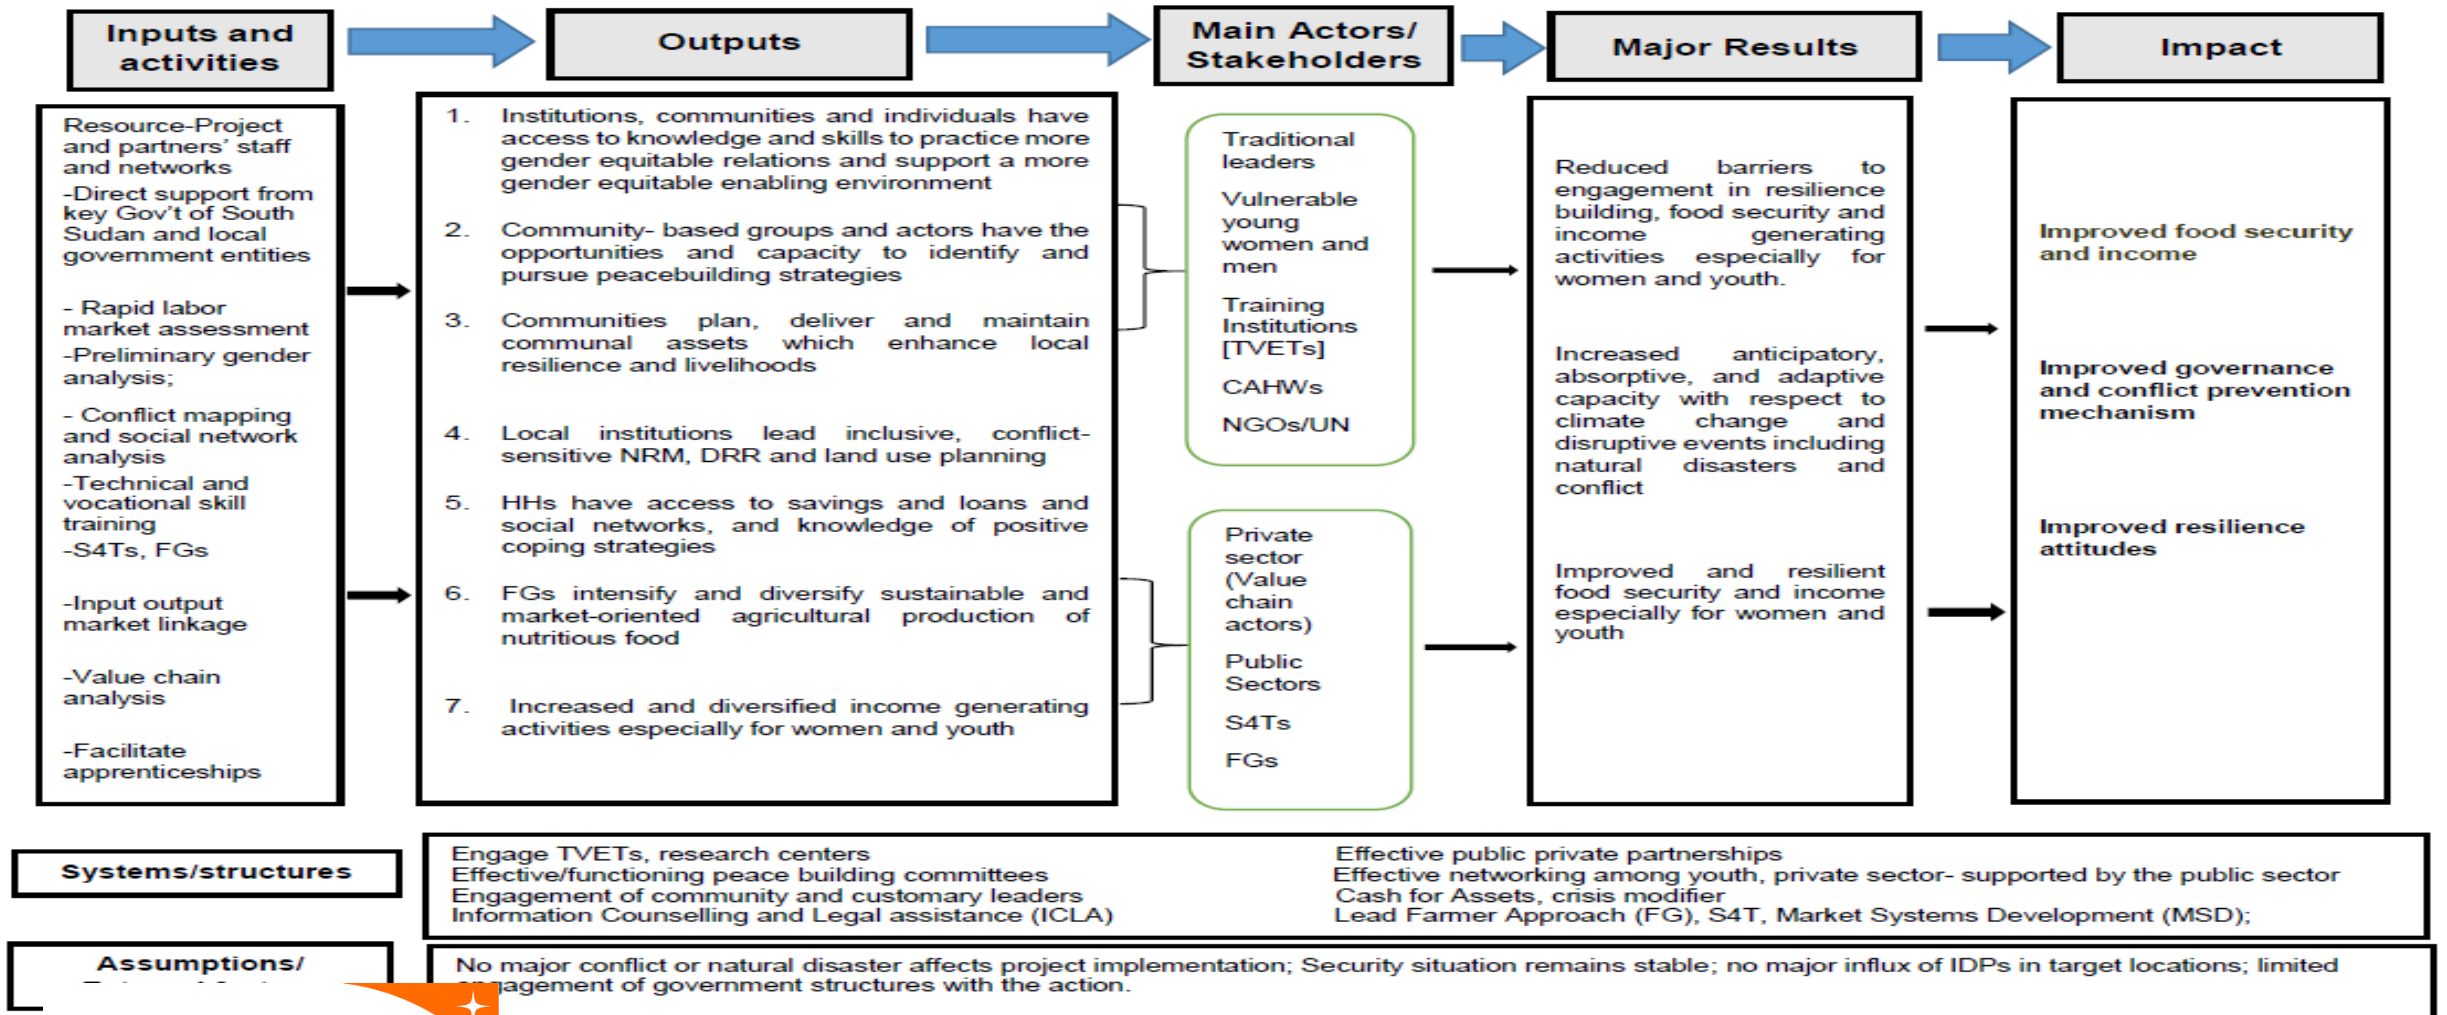 Inputs and
activities
Outputs
Main Actors/
Stakeholders
Major Results
Impact
Resource-Project
and partners' staff
and networks
-Direct support from
key Gov't of South
Sudan and local
government entities
- Rapid labor
market assessment
-Preliminary gender
analysis;
- Conflict mapping
and social network
analysis
-Technical and
vocational skill
training
-S4Ts, FGs
-Input output
market linkage
-Value chain
analysis
-Facilitate
apprenticeships
1. Institutions, communities and individuals have
access to knowledge and skills to practice more
gender equitable relations and support a more
gender equitable enabling environment
2. Community- based groups and actors have the
opportunities and capacity to identify and
pursue peacebuilding strategies
3. Communities plan, deliver and maintain
communal assets which enhance local
resilience and livelihoods
4. Local institutions lead inclusive, conflict-
sensitive NRM, DRR and land use planning
5. HHs have access to savings and loans and
social networks, and knowledge of positive
coping strategies
6. FGs intensify and diversify sustainable and
market-oriented agricultural production of
nutritious food
7. Increased and diversified income generating
activities especially for women and youth
Traditional
leaders
Vulnerable
young
women and
men
Training
Institutions
[TVETs]
CAHWs
NGOs/UN
Private
sector
(Value
chain
actors)
Public
Sectors
S4Ts
FGs
Reduced barriers to
engagement in resilience
building, food security and
income generating
activities especially for
women and youth.
Increased anticipatory,
absorptive, and adaptive
capacity with respect to
climate change and
disruptive events including
natural disasters and
conflict
Improved and resilient
food security and income
especially for women and
youth
Improved food security
and income
Improved governance
and conflict prevention
mechanism
Improved resilience
attitudes
Systems/structures
Engage TVETs, research centers
Effective/functioning peace building committees
Engagement of community and customary leaders
Information Counselling and Legal assistance (ICLA)
Effective public private partnerships
Effective networking among youth, private sector- supported by the public sector
Cash for Assets, crisis modifier
Lead Farmer Approach (FG), S4T, Market Systems Development (MSD);
Assumptions/
No major conflict or natural disaster affects project implementation; Security situation remains stable; no major influx of IDPs in target locations; limited
of government structures with the action.